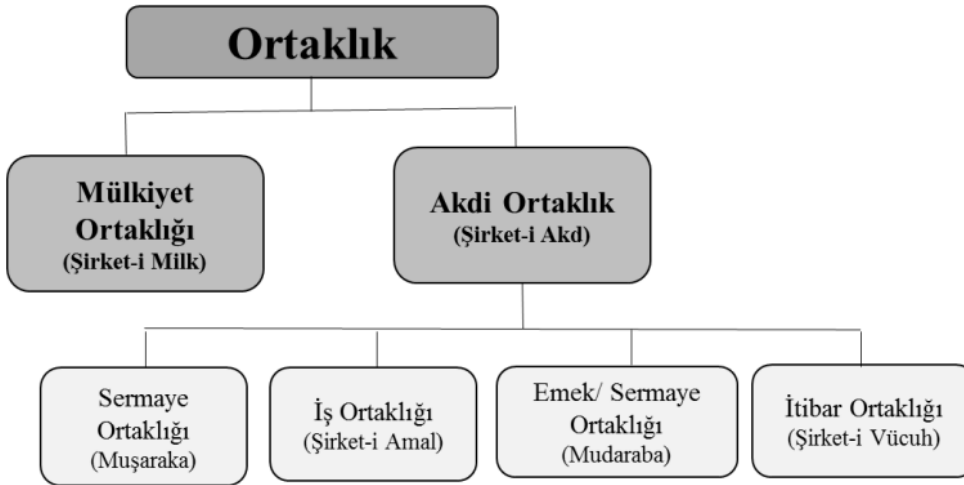 Ortaklık
Mülkiyet
Ortaklığı
(Şirket-i Milk)
Akdi Ortaklık
(Şirket-i Akd)
Sermaye
Ortaklığı
(Muşaraka)
İş Ortaklığı
(Şirket-i Amal)
Emek/ Sermaye
Ortaklığı
(Mudaraba)
İtibar Ortaklığı
(Şirket-i Vücuh)